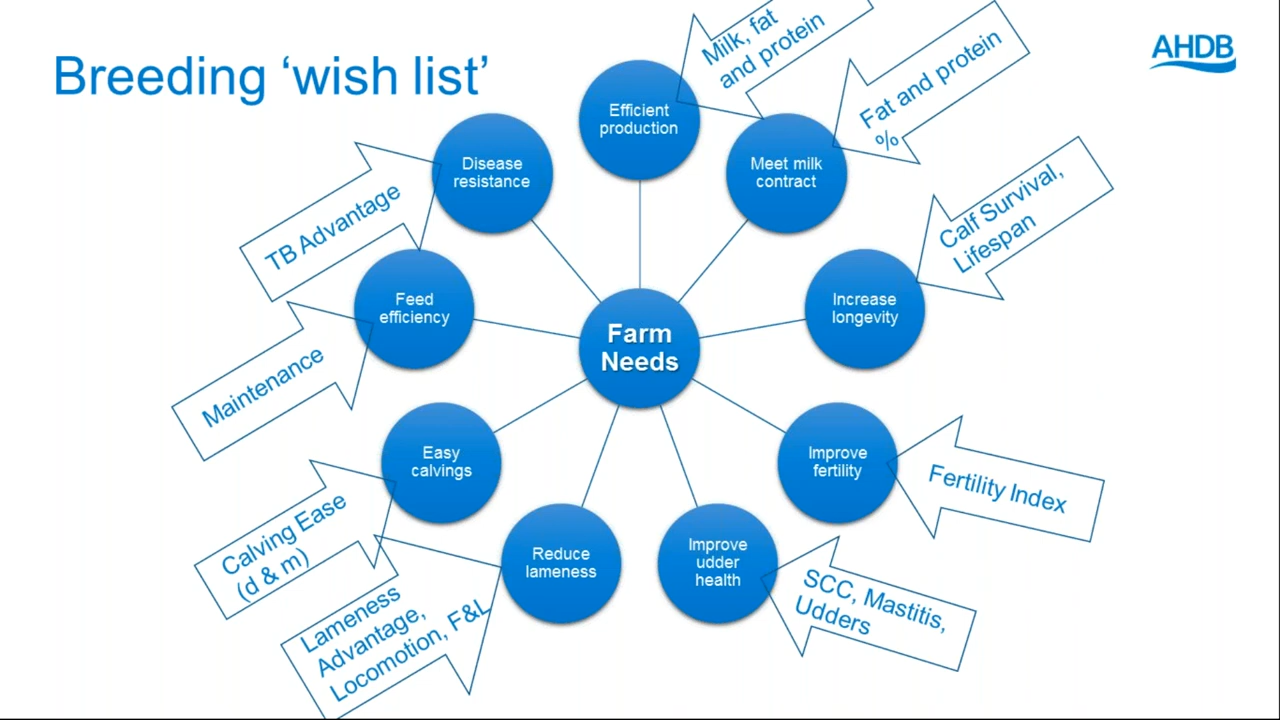 Breeding ‘wish list’
AHDB
Milk, fat
and protein
Efficient
production
Fat and protein
%
Meet milk
contract
Disease
resistance
TB Advantage
Calf Survival,
Lifespan
Increase
longevity
Feed
efficiency
Maintenance
Farm
Needs
Easy
calvings
Improve
fertility
Fertility Index
Calving Ease
(d & m)
Reduce
lameness
Improve
udder
health
SCC, Mastitis,
Udders
Lameness
Advantage,
Locomotion, F&L